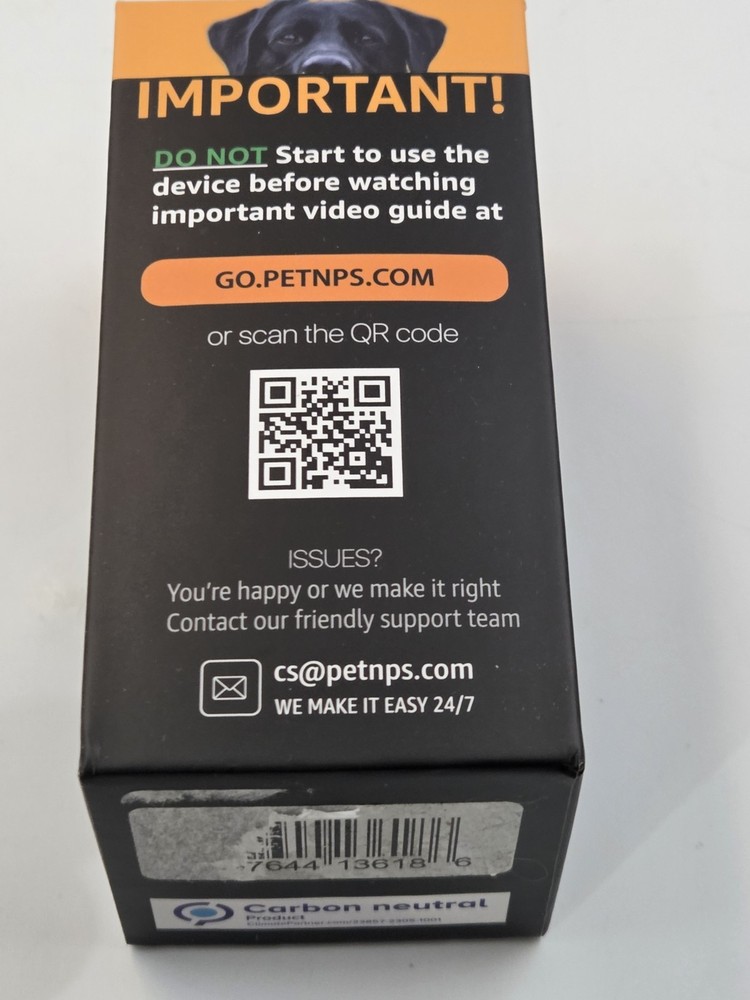 IMPORTANT!
DO NOT Start to use the
device before watching
important video guide at
GO.PETNPS.COM
or scan the QR code
ISSUES?
You're happy or we make it right
Contact our friendly support team
cs@petnps.com
WE MAKE IT EASY 24/7
7644 13618 6
Carbon neutral
Product